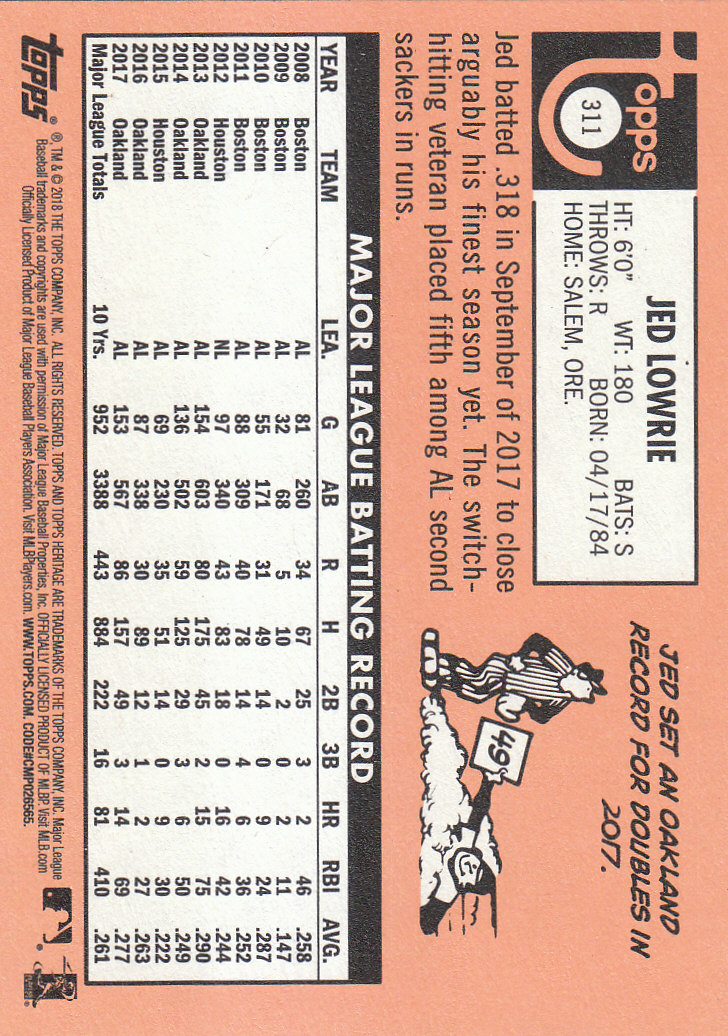 topps
311
JED LOWRIE
HT: 6'0" WT: 180 BATS: S
THROWS: R BORN: 04/17/84
HOME: SALEM, ORE.
JED SET AN OAKLAND
RECORD FOR DOUBLES IN
2017.
49
Jed batted .318 in September of 2017 to close
arguably his finest season yet. The switch-
hitting veteran placed fifth among AL second
sackers in runs.
MAJOR LEAGUE BATTING RECORD
YEAR TEAM LEA. G AB R H 2B 3B HR RBI AVG.
2008 Boston AL 81 260 34 67 25 3 2 46 .258
2009 Boston AL 32 68 5 10 2 0 2 11 .147
2010 Boston AL 55 171 31 49 14 0 9 24 .287
2011 Boston AL 88 309 40 78 14 4 6 36 .252
2012 Houston NL 97 340 43 83 18 0 16 42 .244
2013 Oakland AL 154 603 80 175 45 2 15 75 .290
2014 Oakland AL 136 502 59 125 29 3 6 50 .249
2015 Houston AL 69 230 35 51 14 0 9 30 .222
2016 Oakland AL 87 338 30 89 12 1 2 27 .263
2017 Oakland AL 153 567 86 157 49 3 14 69 .277
Major League Totals 10 Yrs. 952 3388 443 884 222 16 81 410 .261
topps
®, TM & © 2018 THE TOPPS COMPANY, INC. ALL RIGHTS RESERVED. TOPPS AND TOPPS HERITAGE ARE TRADEMARKS OF THE TOPPS COMPANY, INC. Major League
Baseball trademarks and copyrights are used with permission of Major League Baseball Properties, Inc. OFFICIALLY LICENSED PRODUCT OF MLBP. Visit MLB.com
Officially Licensed Product of Major League Baseball Players Association. Visit MLBPlayers.com. WWW.TOPPS.COM. CODE#CMP026565.